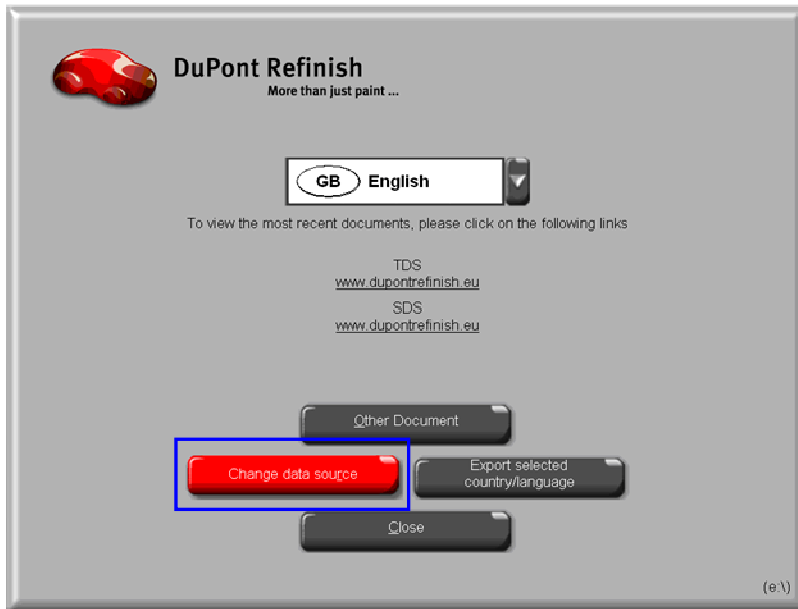 DuPont Refinish
More than just paint ...
GB English
To view the most recent documents, please click on the following links
TDS
www.dupontrefinish.eu
SDS
www.dupontrefinish.eu
Other Document
Change data source
Export selected
country/language
Close
(e:\)